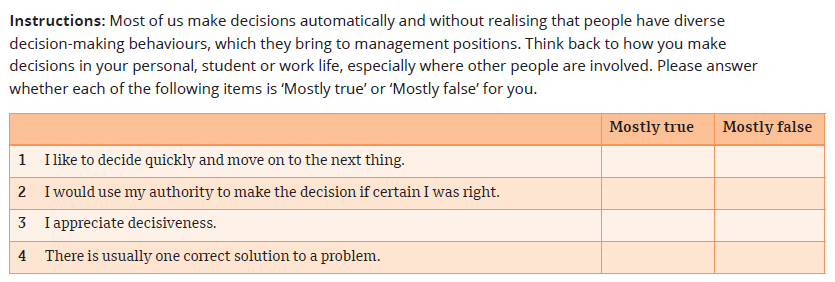 Instructions: Most of us make decisions automatically and without realising that people have diverse
decision-making behaviours, which they bring to management positions. Think back to how you make
decisions in your personal, student or work life, especially where other people are involved. Please answer
whether each of the following items is ‘Mostly true’ or ‘Mostly false’ for you.
Mostly true Mostly false
1 I like to decide quickly and move on to the next thing.
2 I would use my authority to make the decision if certain I was right.
3 I appreciate decisiveness.
4 There is usually one correct solution to a problem.